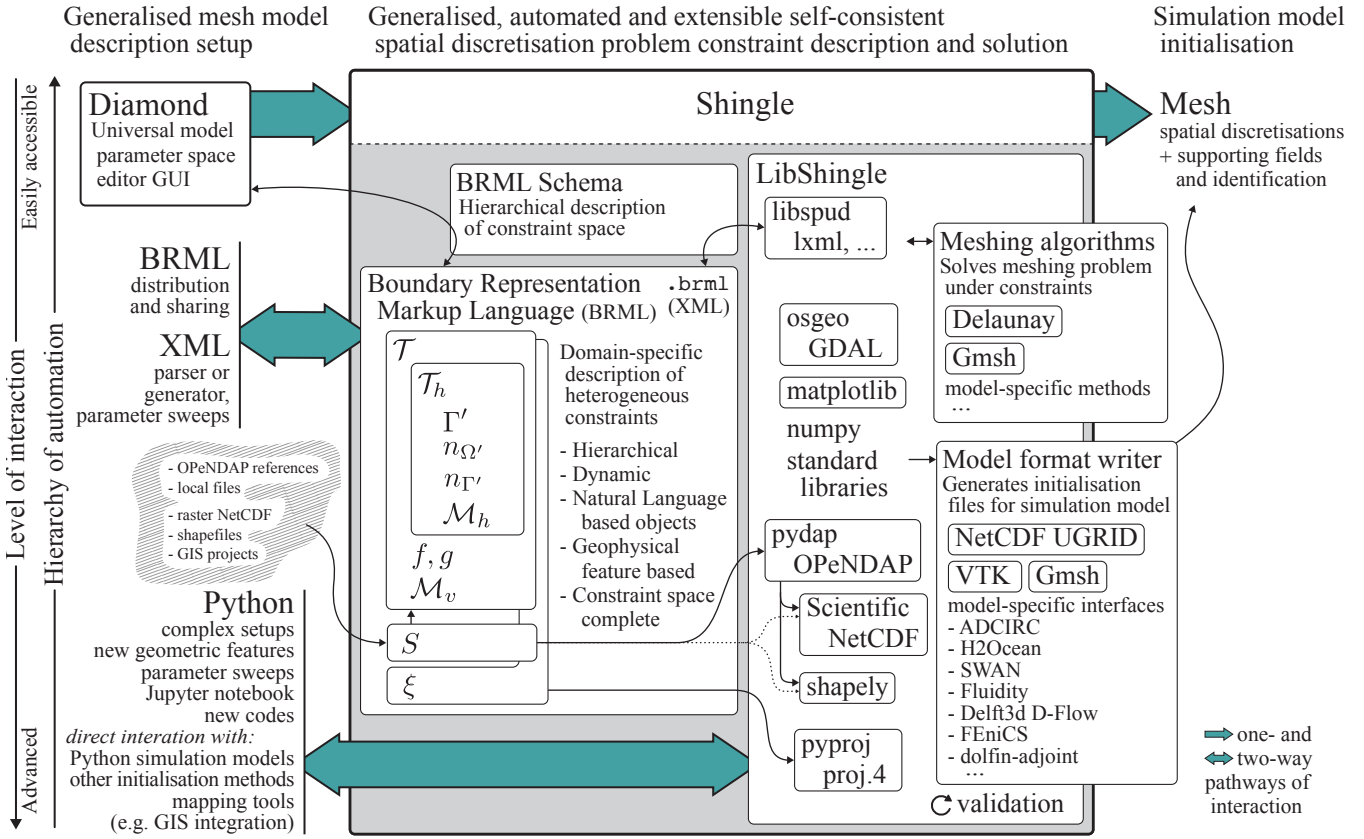 Generalised mesh model
description setup
Generalised, automated and extensible self-consistent
spatial discretisation problem constraint description and solution
Simulation model
initialisation
Level of interaction
Easily accessible
Advanced
Hierarchy of automation
Diamond
Universal model
parameter space
editor GUI
BRML
distribution
and sharing
XML
parser or
generator,
parameter sweeps
- OPeNDAP references
- local files
- raster NetCDF
- shapefiles
- GIS projects
Python
complex setups
new geometric features
parameter sweeps
Jupyter notebook
new codes
direct interation with:
Python simulation models
other initialisation methods
mapping tools
(e.g. GIS integration)
Shingle
BRML Schema
Hierarchical description
of constraint space
Boundary Representation
Markup Language (BRML)
.brml
(XML)
𝒯
𝒯h
Γ′
nΩ′
nΓ′
ℳh
f, g
ℳv
S
ξ
Domain-specific
description of
heterogeneous
constraints
- Hierarchical
- Dynamic
- Natural Language
based objects
- Geophysical
feature based
- Constraint space
complete
LibShingle
libspud
lxml, ...
osgeo
GDAL
matplotlib
numpy
standard
libraries
pydap
OPeNDAP
Scientific
NetCDF
shapely
pyproj
proj.4
validation
Meshing algorithms
Solves meshing problem
under constraints
Delaunay
Gmsh
model-specific methods
...
Model format writer
Generates initialisation
files for simulation model
NetCDF UGRID
VTK
Gmsh
model-specific interfaces
- ADCIRC
- H2Ocean
- SWAN
- Fluidity
- Delft3d D-Flow
- FEniCS
- dolfin-adjoint
...
Mesh
spatial discretisations
+ supporting fields
and identification
one- and
two-way
pathways of
interaction